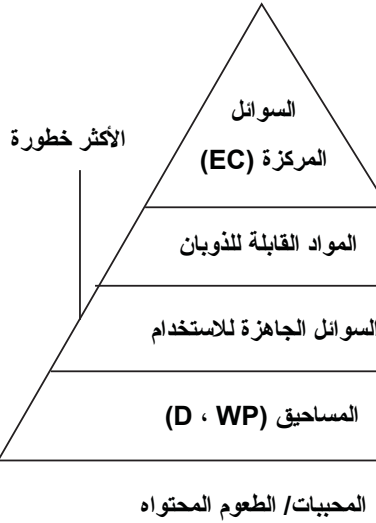 السوائل
المركزة (EC)
الأكثر خطورة
المواد القابلة للذوبان
السوائل الجاهزة للاستخدام
المساحيق (D ، WP)
المحببات/ الطعوم المحتواه